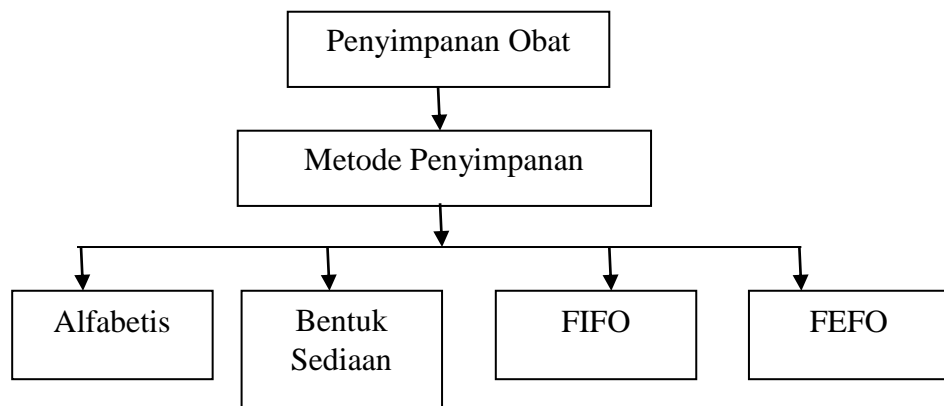 Penyimpanan Obat
Metode Penyimpanan
Alfabetis
Bentuk
Sediaan
FIFO
FEFO